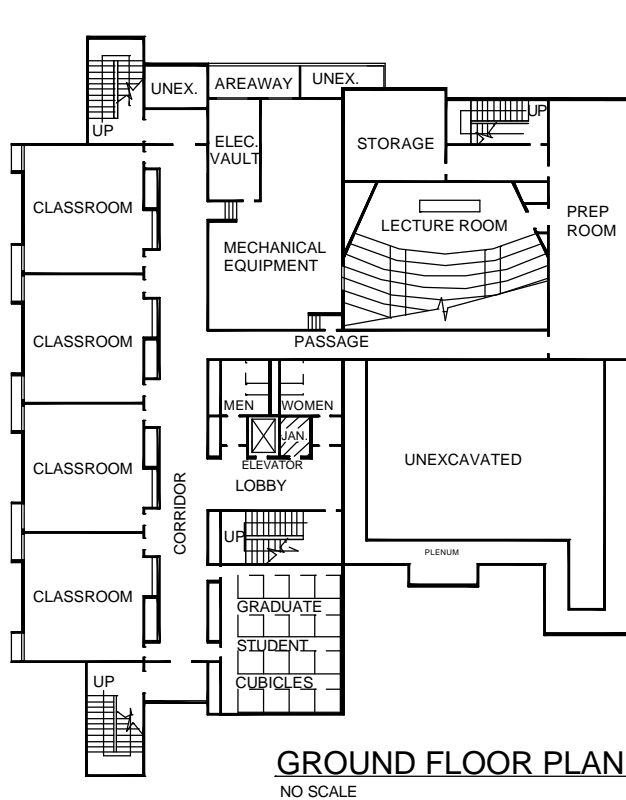 UNEX.
AREAWAY
UNEX.
UP
UP
ELEC.
VAULT
STORAGE
CLASSROOM
LECTURE ROOM
PREP
ROOM
MECHANICAL
EQUIPMENT
CLASSROOM
PASSAGE
MEN
WOMEN
JAN.
ELEVATOR
CLASSROOM
UNEXCAVATED
LOBBY
CORRIDOR
UP
PLENUM
CLASSROOM
GRADUATE
STUDENT
CUBICLES
UP
GROUND FLOOR PLAN
NO SCALE